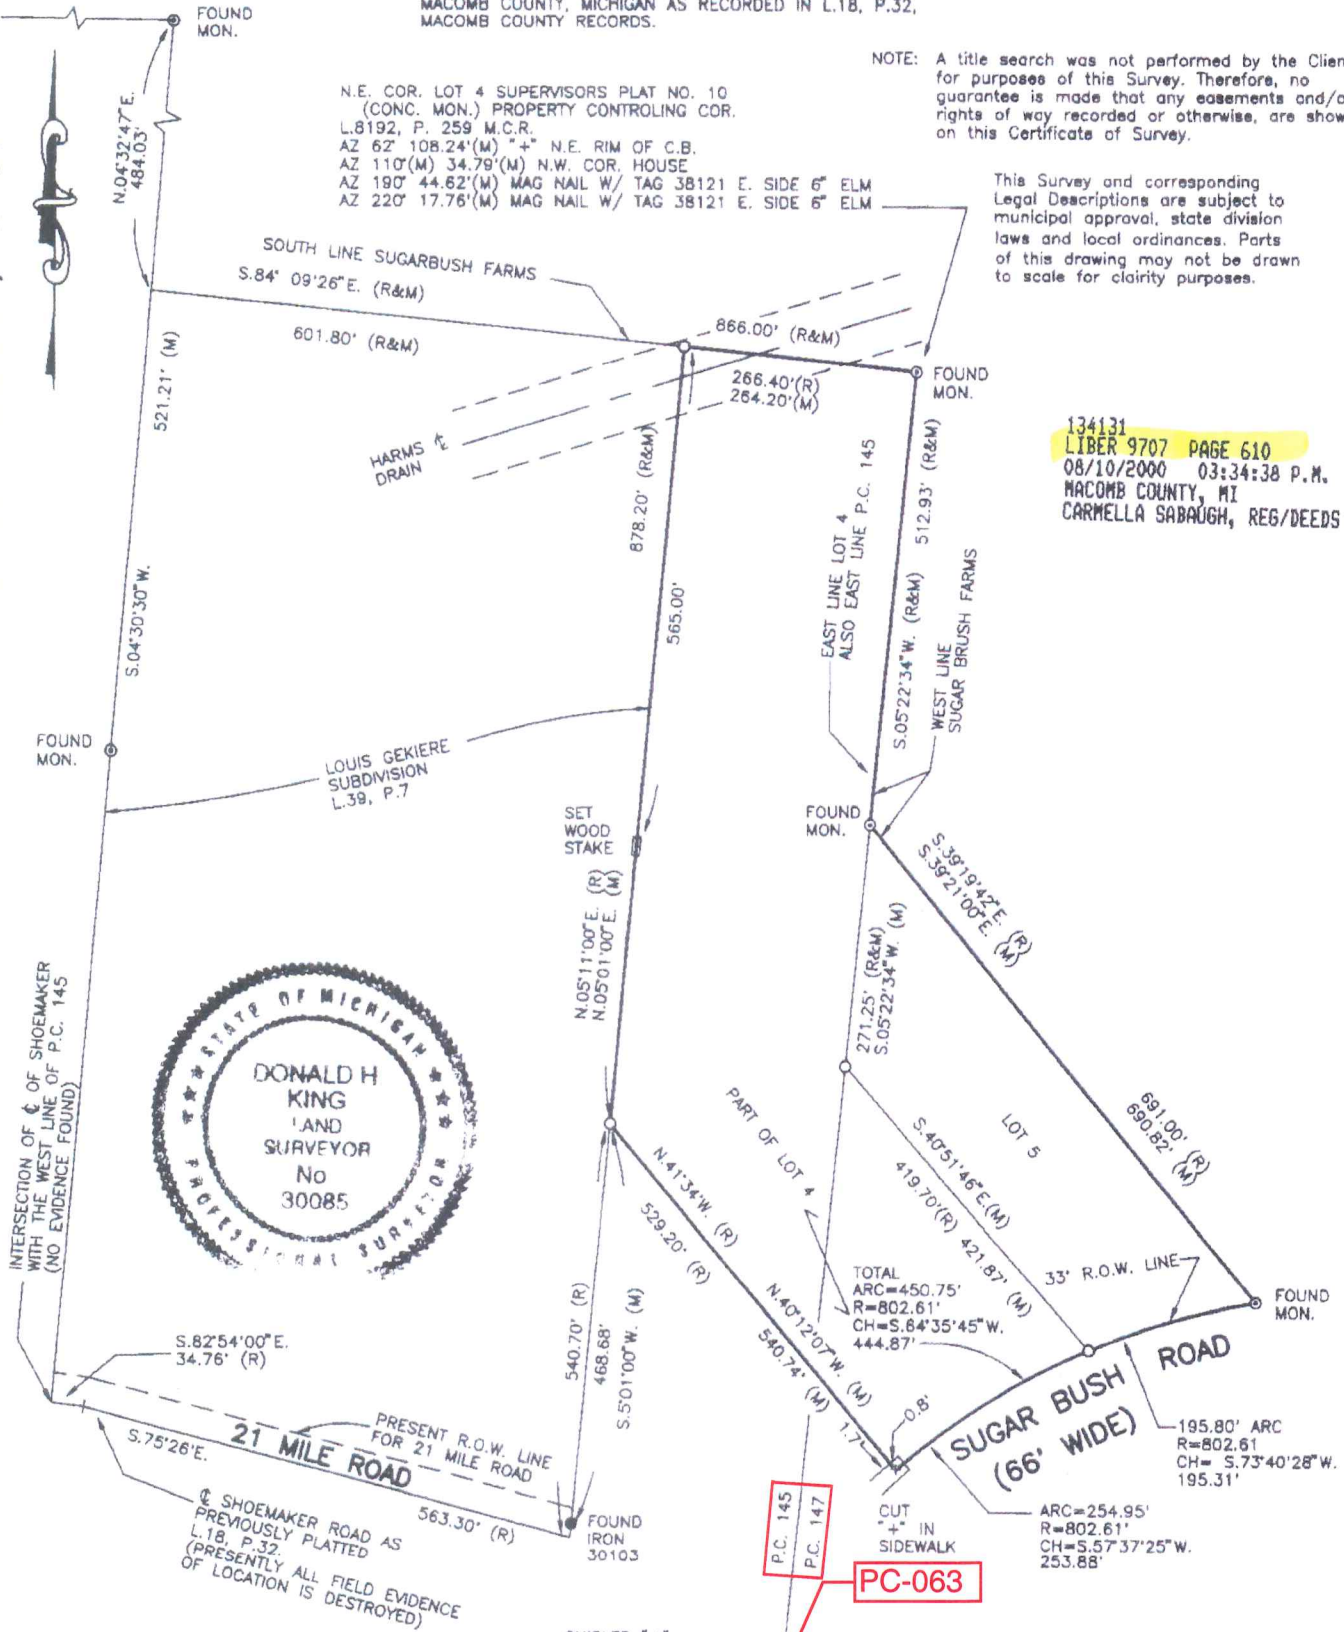 MACOMB COUNTY, MICHIGAN AS RECORDED IN L.18, P.32,
MACOMB COUNTY RECORDS.
FOUND
MON.
NOTE: A title search was not performed by the Clien
for purposes of this Survey. Therefore, no
guarantee is made that any easements and/o
rights of way recorded or otherwise, are show
on this Certificate of Survey.
N.04°32'47"E.
484.03'
N.E. COR. LOT 4 SUPERVISORS PLAT NO. 10
(CONC. MON.) PROPERTY CONTROLING COR.
L.8192, P. 259 M.C.R.
AZ 62° 108.24'(M) "+" N.E. RIM OF C.B.
AZ 110°(M) 34.79'(M) N.W. COR. HOUSE
AZ 190° 44.62'(M) MAG NAIL W/ TAG 38121 E. SIDE 6" ELM
AZ 220° 17.76'(M) MAG NAIL W/ TAG 38121 E. SIDE 6" ELM
This Survey and corresponding
Legal Descriptions are subject to
municipal approval, state division
laws and local ordinances. Parts
of this drawing may not be drawn
to scale for clairity purposes.
SOUTH LINE SUGARBUSH FARMS
S.84° 09'26"E. (R&M)
601.80' (R&M)
866.00' (R&M)
266.40'(R)
264.20'(M)
FOUND
MON.
521.21' (M)
S.04°30'30"W.
HARMS ℄
DRAIN
878.20' (R&M)
565.00'
134131
LIBER 9707 PAGE 610
08/10/2000 03:34:38 P.M.
MACOMB COUNTY, MI
CARMELLA SABAUGH, REG/DEEDS
EAST LINE LOT 4
ALSO EAST LINE P.C. 145
S.05°22'34"W. (R&M) 512.93' (R&M)
WEST LINE
SUGAR BRUSH FARMS
FOUND
MON.
LOUIS GEKIERE
SUBDIVISION
L.39, P.7
SET
WOOD
STAKE
FOUND
MON.
S.39°19'42"E. (R)
S.39°21'00"E. (M)
N.05°11'00"E. (R)
N.05°01'00"E. (M)
271.25' (R&M)
S.05°22'34"W. (M)
INTERSECTION OF ℄ OF SHOEMAKER
WITH THE WEST LINE OF P.C. 145
(NO EVIDENCE FOUND)
STATE OF MICHIGAN
DONALD H
KING
LAND
SURVEYOR
No
30085
PROFESSIONAL SURVEYOR
PART OF LOT 4
LOT 5
S.40°51'46"E.(M)
419.70'(R) 421.87' (M)
691.00' (R)
690.82' (M)
N.41°34'W. (R)
529.20' (R)
N.40°12'07"W. (M)
540.74' (M)
1.7'
0.8'
TOTAL
ARC=450.75'
R=802.61'
CH=S.64°35'45"W.
444.87'
33' R.O.W. LINE
FOUND
MON.
540.70' (R)
468.68'
S.5°01'00"W. (M)
S.82°54'00"E.
34.76' (R)
S.75°26'E.
21 MILE ROAD
PRESENT R.O.W. LINE
FOR 21 MILE ROAD
563.30' (R)
SUGAR BUSH ROAD
(66' WIDE)
195.80' ARC
R=802.61
CH= S.73°40'28"W.
195.31'
℄ SHOEMAKER ROAD AS
PREVIOUSLY PLATTED
L.18, P.32.
(PRESENTLY ALL FIELD EVIDENCE
OF LOCATION IS DESTROYED)
FOUND
IRON
30103
P.C. 145
P.C. 147
CUT
"+" IN
SIDEWALK
ARC=254.95'
R=802.61'
CH=S.57°37'25"W.
253.88'
PC-063